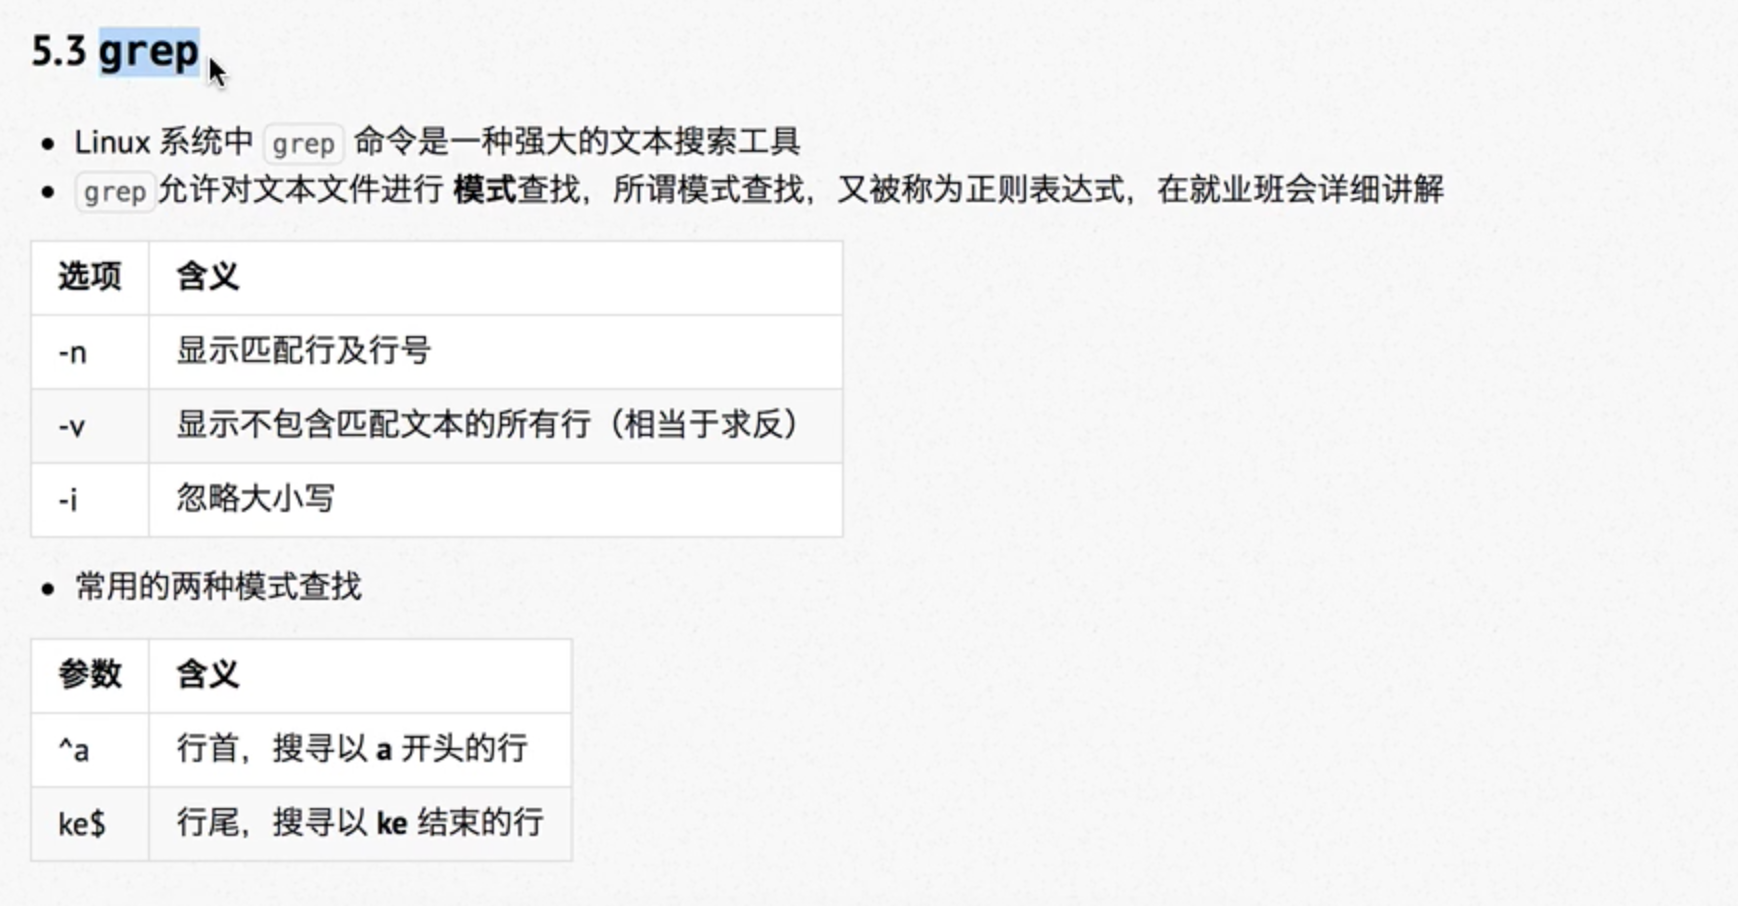 5.3 grep
Linux 系统中 grep 命令是一种强大的文本搜索工具
grep允许对文本文件进行 模式查找，所谓模式查找，又被称为正则表达式，在就业班会详细讲解
选项 含义
-n 显示匹配行及行号
-v 显示不包含匹配文本的所有行（相当于求反）
-i 忽略大小写
常用的两种模式查找
参数 含义
^a 行首，搜寻以 a 开头的行
ke$ 行尾，搜寻以 ke 结束的行